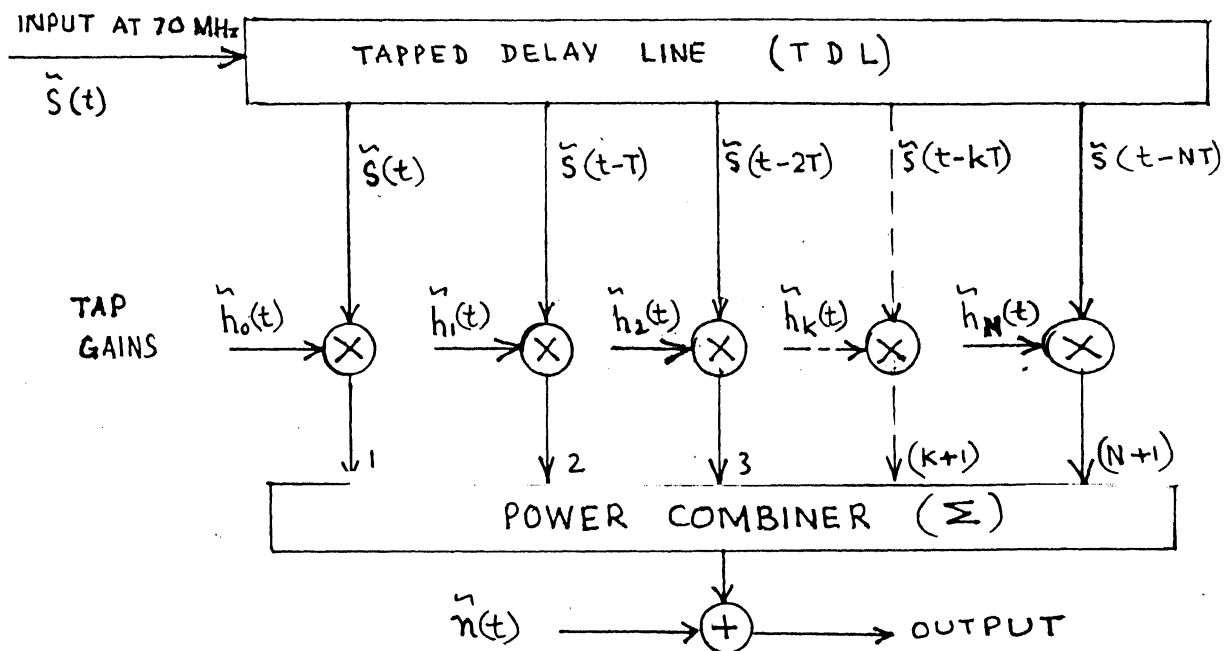 INPUT AT 70 MHz
s̃(t)
TAPPED DELAY LINE (TDL)
s̃(t) s̃(t-T) s̃(t-2T) s̃(t-kT) s̃(t-NT)
TAP
GAINS
h̃₀(t) h̃₁(t) h̃₂(t) h̃ₖ(t) h̃_N(t)
× × × × ×
1 2 3 (K+1) (N+1)
POWER COMBINER (Σ)
ñ(t) + OUTPUT